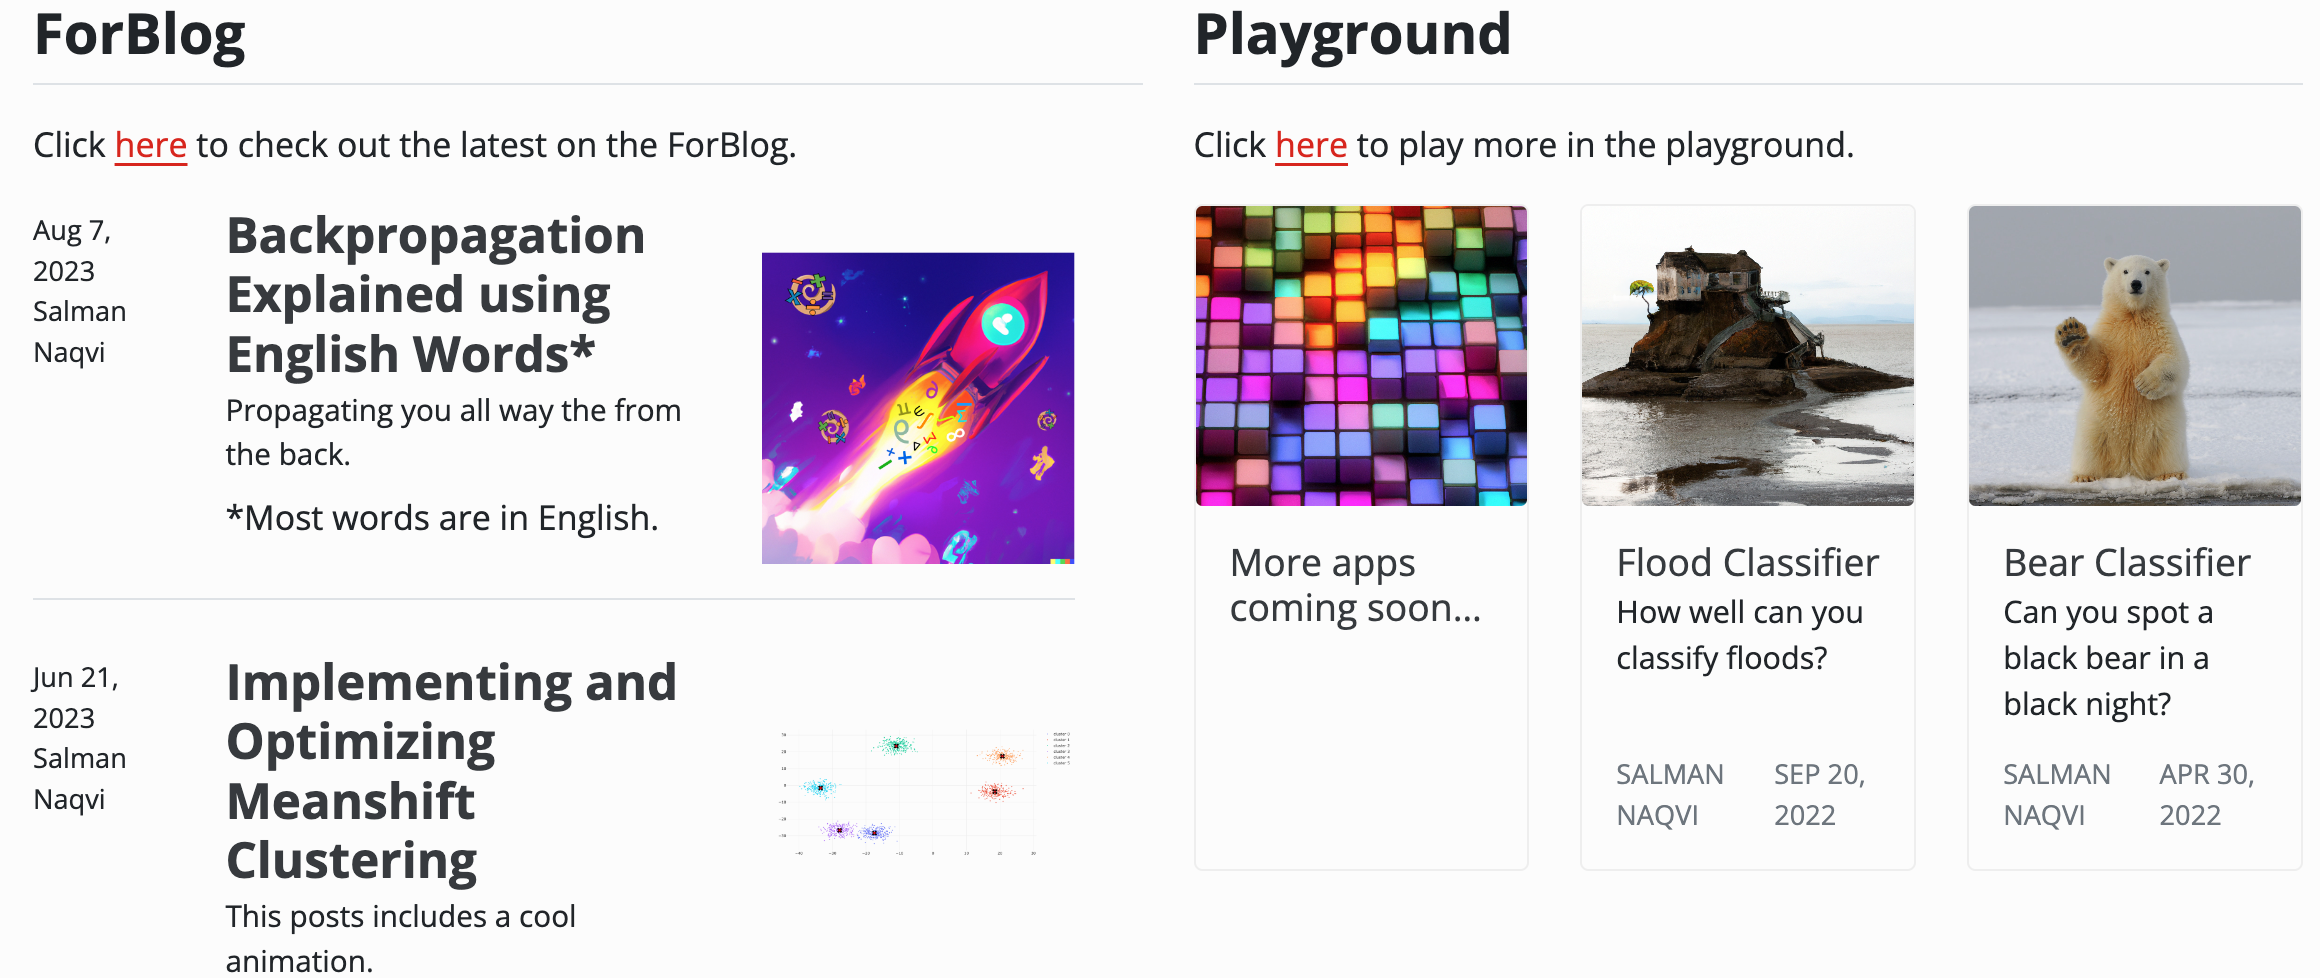 ForBlog
Click here to check out the latest on the ForBlog.
Aug 7,
2023
Salman
Naqvi
Backpropagation
Explained using
English Words*
Propagating you all way the from
the back.
*Most words are in English.
Jun 21,
2023
Salman
Naqvi
Implementing and
Optimizing
Meanshift
Clustering
This posts includes a cool
animation.
Playground
Click here to play more in the playground.
More apps
coming soon...
Flood Classifier
How well can you
classify floods?
SALMAN
NAQVI
SEP 20,
2022
Bear Classifier
Can you spot a
black bear in a
black night?
SALMAN
NAQVI
APR 30,
2022